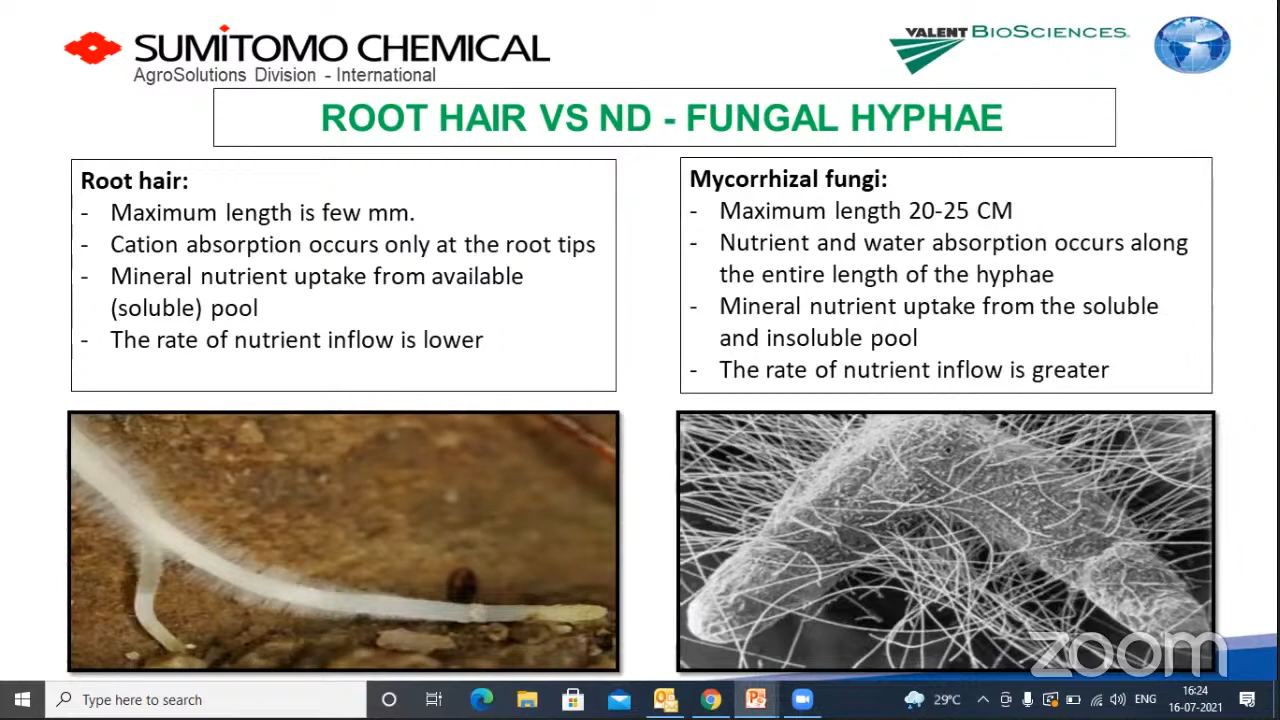 SUMITOMO CHEMICAL
AgroSolutions Division - International
VALENT BIOSCIENCES.
ROOT HAIR VS ND - FUNGAL HYPHAE
Root hair:
- Maximum length is few mm.
- Cation absorption occurs only at the root tips
- Mineral nutrient uptake from available
(soluble) pool
- The rate of nutrient inflow is lower
Mycorrhizal fungi:
- Maximum length 20-25 CM
- Nutrient and water absorption occurs along
the entire length of the hyphae
- Mineral nutrient uptake from the soluble
and insoluble pool
- The rate of nutrient inflow is greater
zoom
Type here to search
29°C
ENG
16:24
16-07-2021